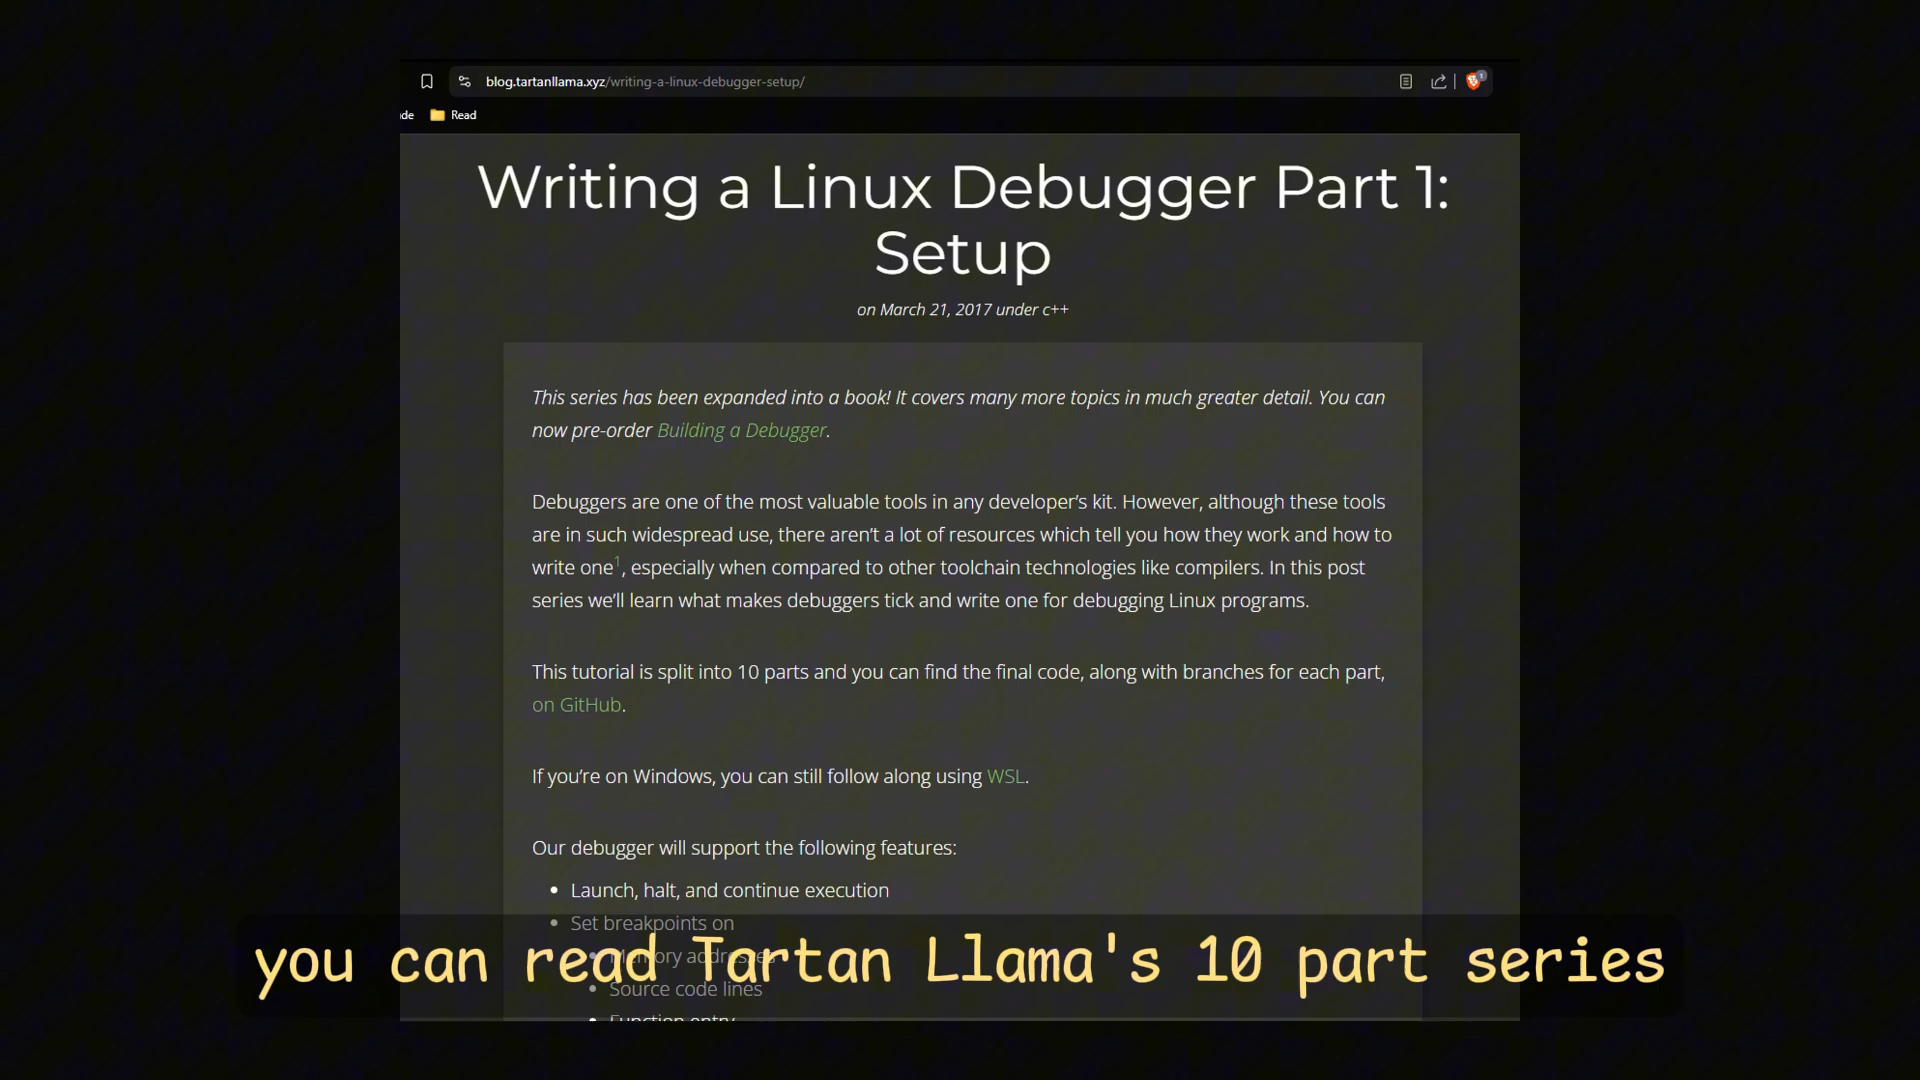 blog.tartanllama.xyz/writing-a-linux-debugger-setup/
1
ide
Read
Writing a Linux Debugger Part 1:
Setup
on March 21, 2017 under c++
This series has been expanded into a book! It covers many more topics in much greater detail. You can
now pre-order Building a Debugger.
Debuggers are one of the most valuable tools in any developer’s kit. However, although these tools
are in such widespread use, there aren’t a lot of resources which tell you how they work and how to
write one1, especially when compared to other toolchain technologies like compilers. In this post
series we’ll learn what makes debuggers tick and write one for debugging Linux programs.
This tutorial is split into 10 parts and you can find the final code, along with branches for each part,
on GitHub.
If you’re on Windows, you can still follow along using WSL.
Our debugger will support the following features:
• Launch, halt, and continue execution
• Set breakpoints on
• Memory addresses
you can read Tartan Llama's 10 part series
• Source code lines
• Function entry